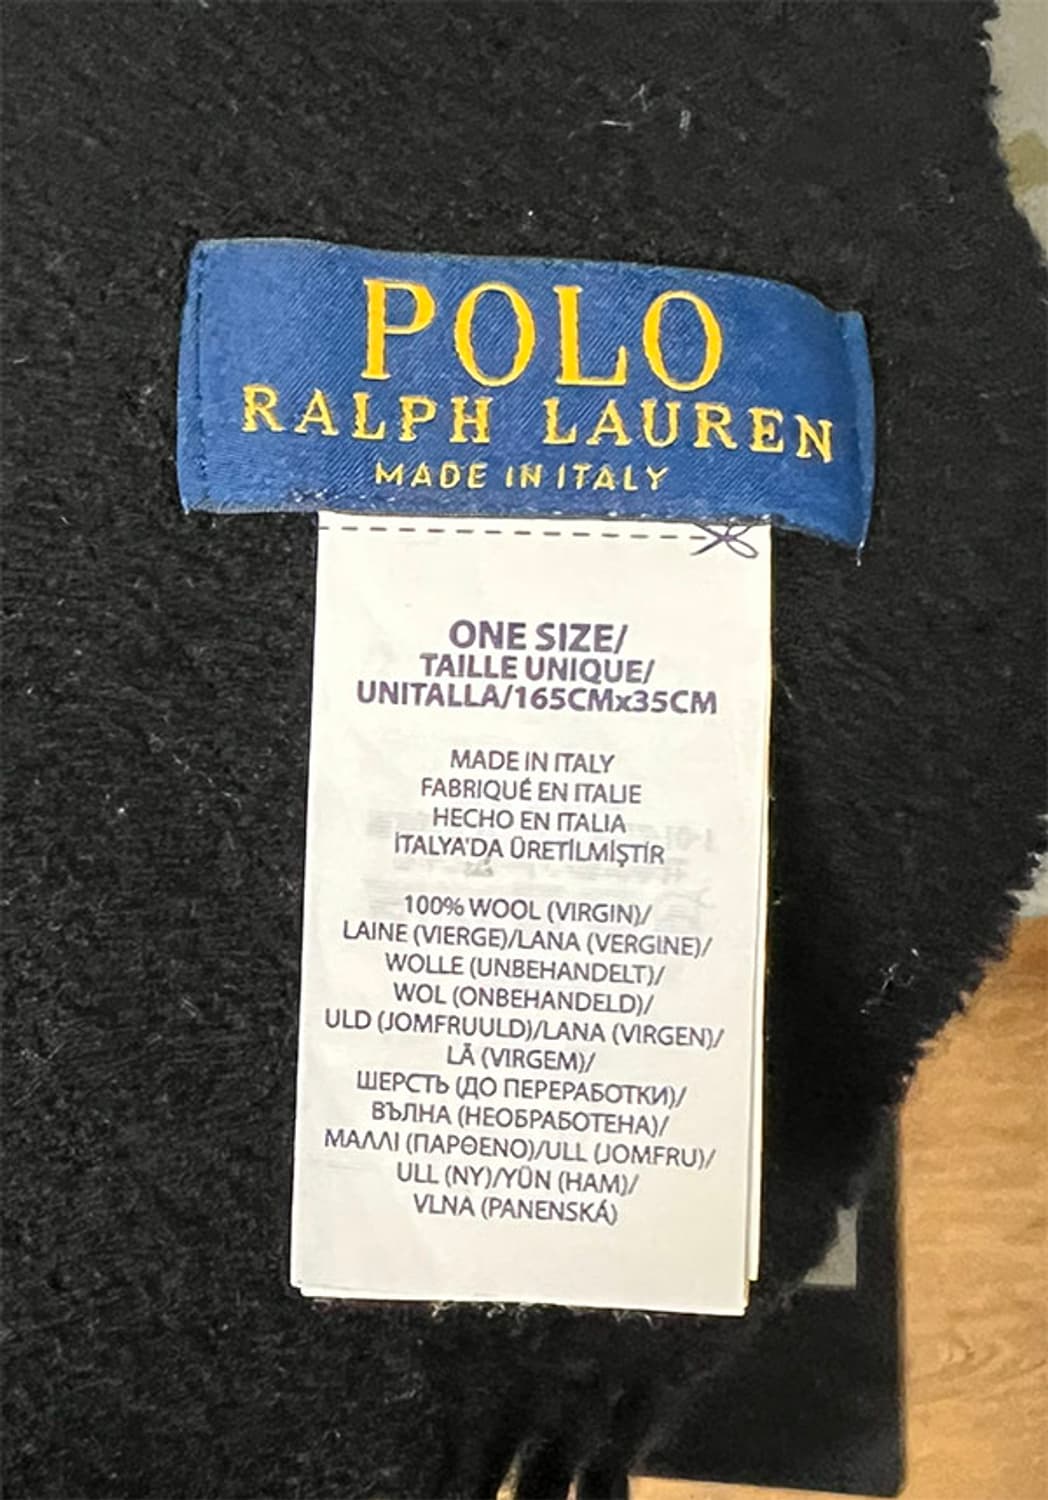 POLO
RALPH LAUREN
MADE IN ITALY
ONE SIZE/
TAILLE UNIQUE/
UNITALLA/165CMx35CM
MADE IN ITALY
FABRIQUÉ EN ITALIE
HECHO EN ITALIA
İTALYA'DA ÜRETİLMİŞTİR
100% WOOL (VIRGIN)/
LAINE (VIERGE)/LANA (VERGINE)/
WOLLE (UNBEHANDELT)/
WOL (ONBEHANDELD)/
ULD (JOMFRUULD)/LANA (VIRGEN)/
LÃ (VIRGEM)/
ШЕРСТЬ (ДО ПЕРЕРАБОТКИ)/
ВЪЛНА (НЕОБРАБОТЕНА)/
ΜΑΛΛΙ (ΠΑΡΘΕΝΟ)/ULL (JOMFRU)/
ULL (NY)/YÜN (HAM)/
VLNA (PANENSKÁ)